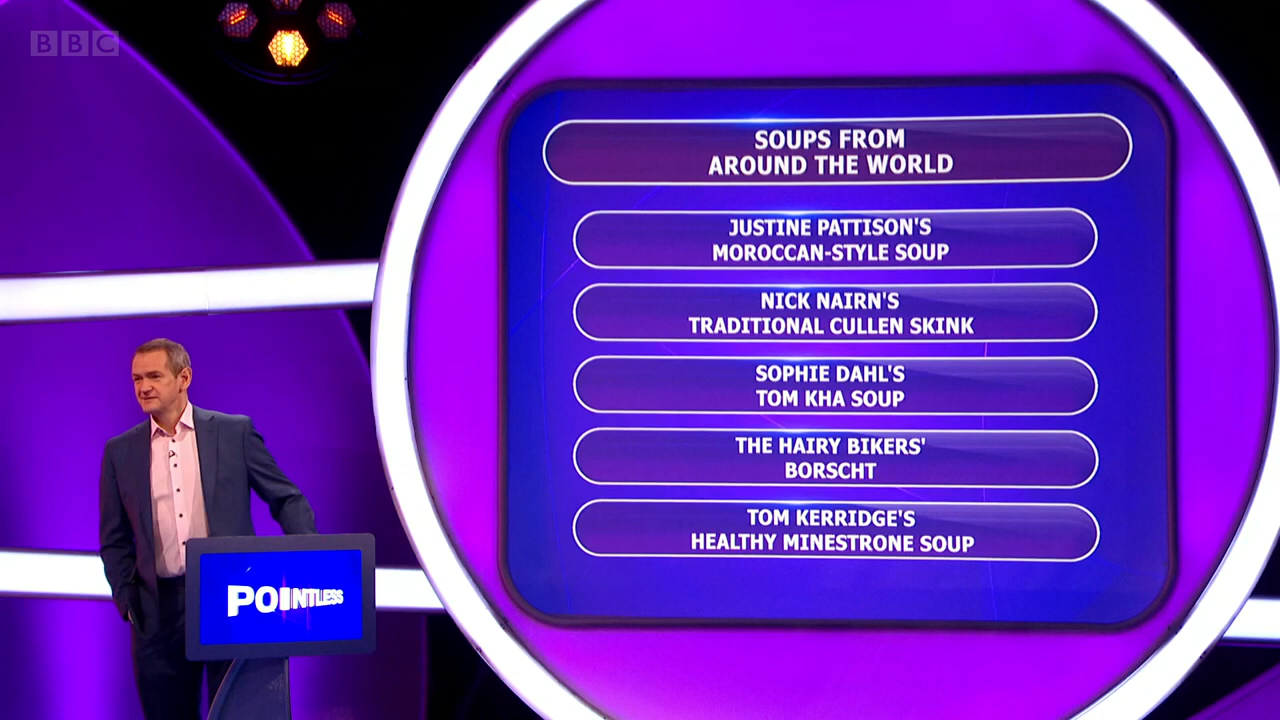 BBC
SOUPS FROM
AROUND THE WORLD
JUSTINE PATTISON'S
MOROCCAN-STYLE SOUP
NICK NAIRN'S
TRADITIONAL CULLEN SKINK
SOPHIE DAHL'S
TOM KHA SOUP
THE HAIRY BIKERS'
BORSCHT
TOM KERRIDGE'S
HEALTHY MINESTRONE SOUP
POINTLESS